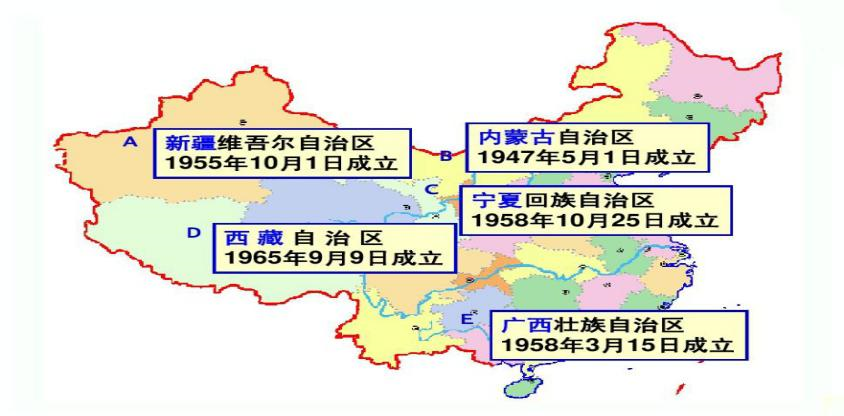 A
新疆维吾尔自治区
1955年10月1日成立
B
内蒙古自治区
1947年5月1日成立
C
宁夏回族自治区
1958年10月25日成立
D
西藏自治区
1965年9月9日成立
E
广西壮族自治区
1958年3月15日成立